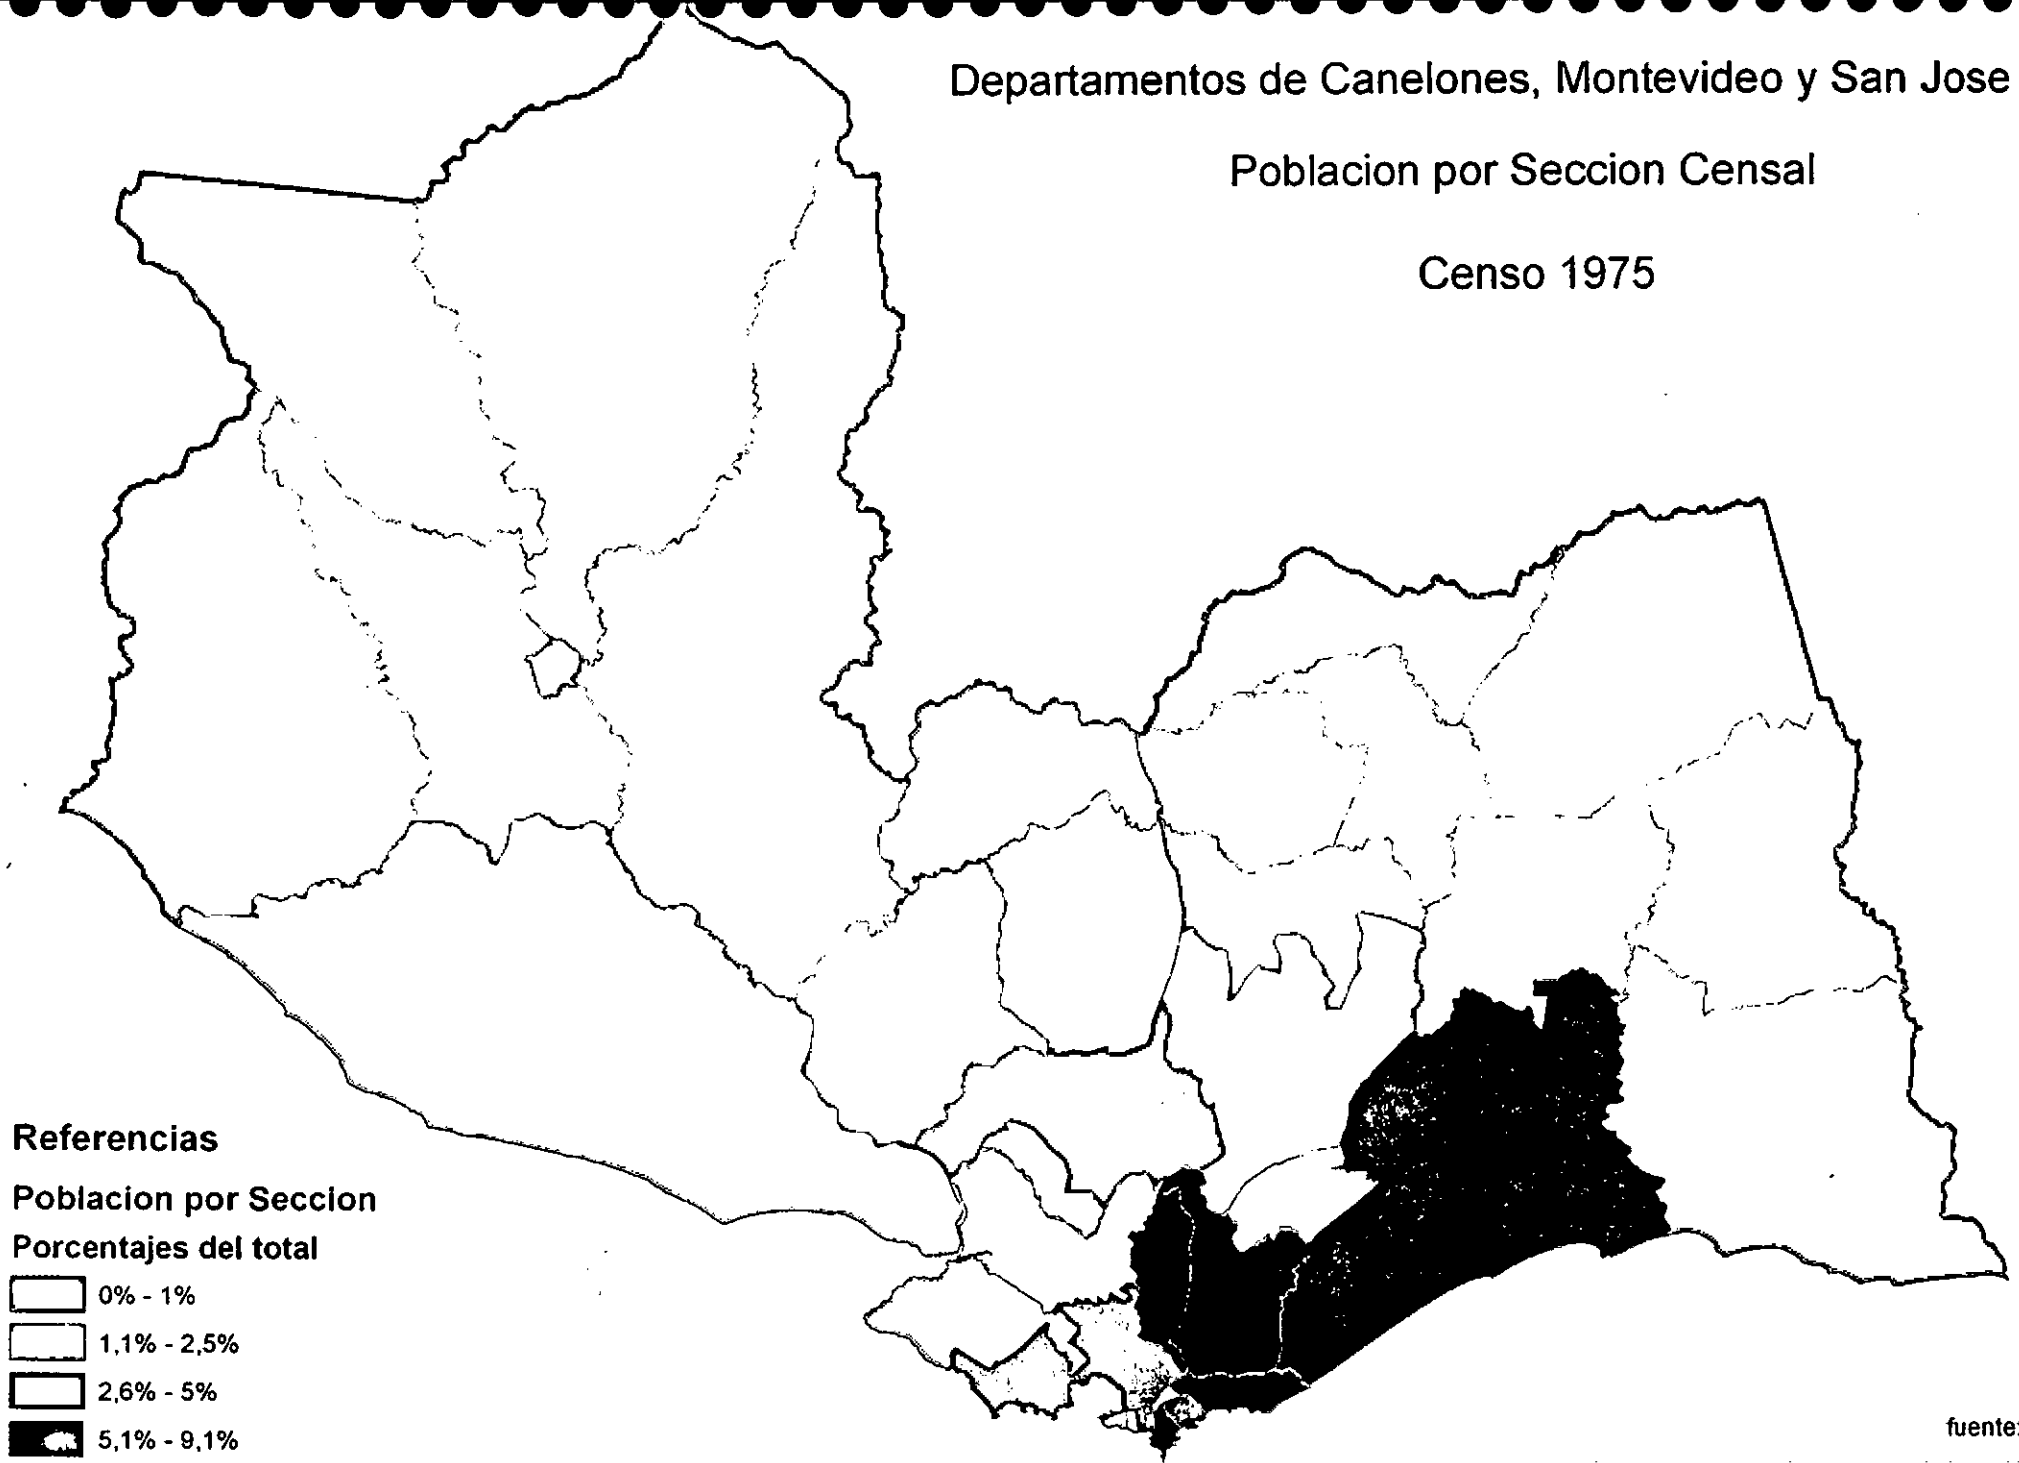 Departamentos de Canelones, Montevideo y San Jose
Poblacion por Seccion Censal
Censo 1975
Referencias
Poblacion por Seccion
Porcentajes del total
0% - 1%
1,1% - 2,5%
2,6% - 5%
5,1% - 9,1%
fuente: